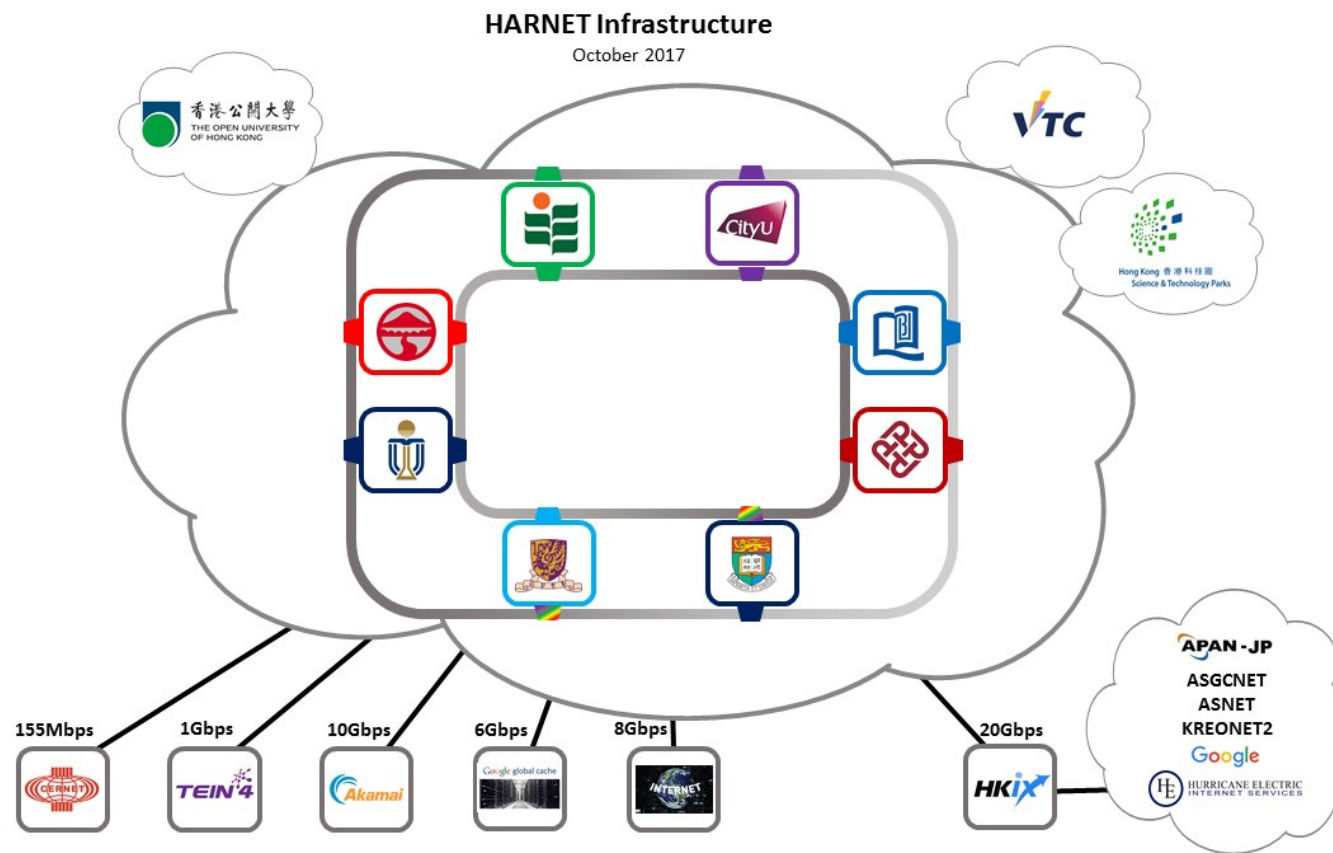 HARNET Infrastructure
October 2017
香港公開大學
THE OPEN UNIVERSITY
OF HONG KONG
VTC
CityU
Hong Kong 香港科技園
Science & Technology Parks
155Mbps
1Gbps
10Gbps
6Gbps
8Gbps
20Gbps
CERNET
TEIN*4
Akamai
Google global cache
INTERNET
HKiX
APAN-JP
ASGCNET
ASNET
KREONET2
Google
HE HURRICANE ELECTRIC
INTERNET SERVICES